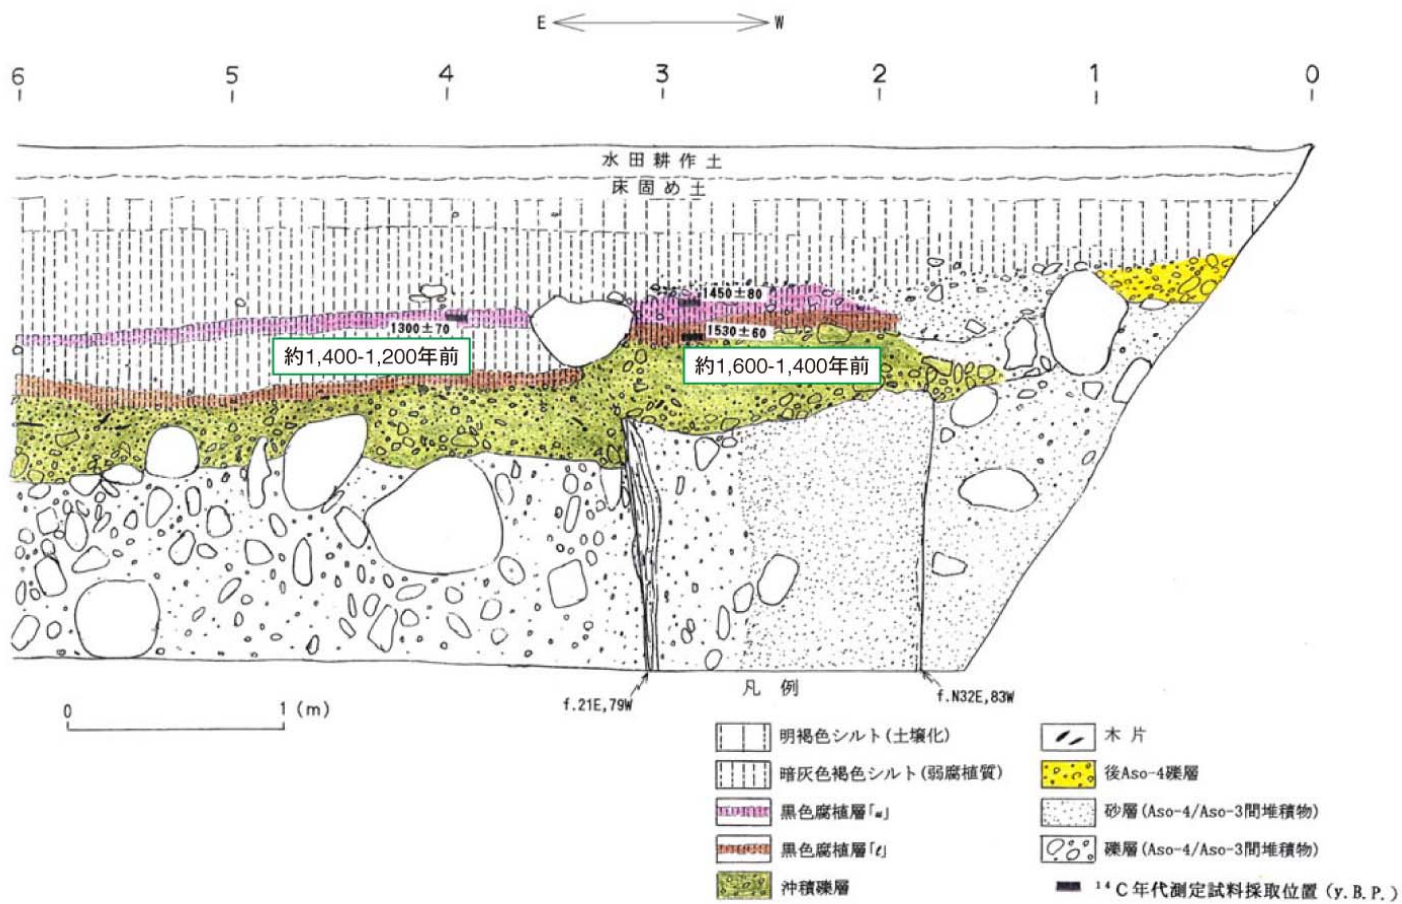 E W
6 5 4 3 2 1 0
水田耕作土
床固め土
1450±80
1300±70
1530±60
約1,400-1,200年前
約1,600-1,400年前
f.21E,79W
f.N32E,83W
0 1 (m)
凡 例
明褐色シルト(土壌化)
暗灰色褐色シルト(弱腐植質)
黒色腐植層「u」
黒色腐植層「ℓ」
沖積礫層
木 片
後Aso-4礫層
砂層(Aso-4/Aso-3間堆積物)
礫層(Aso-4/Aso-3間堆積物)
¹⁴C年代測定試料採取位置(y.B.P.)